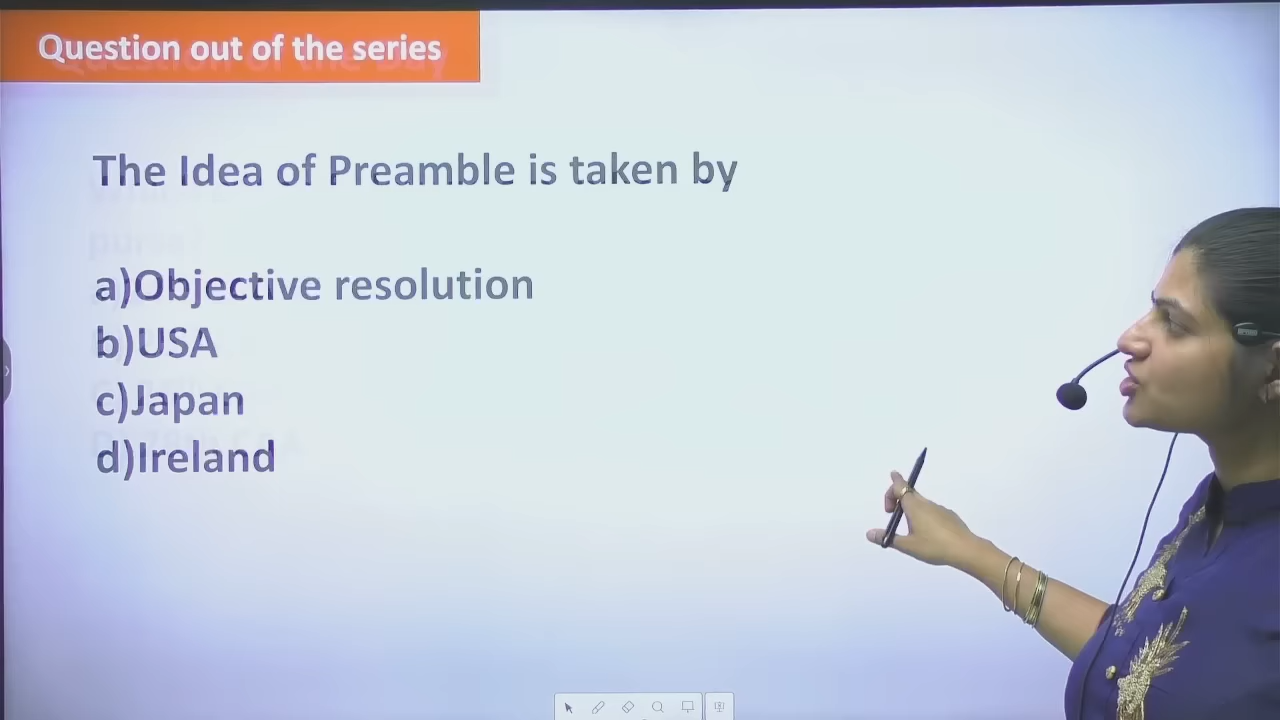 Question out of the series
The Idea of Preamble is taken by
a)Objective resolution
b)USA
c)Japan
d)Ireland